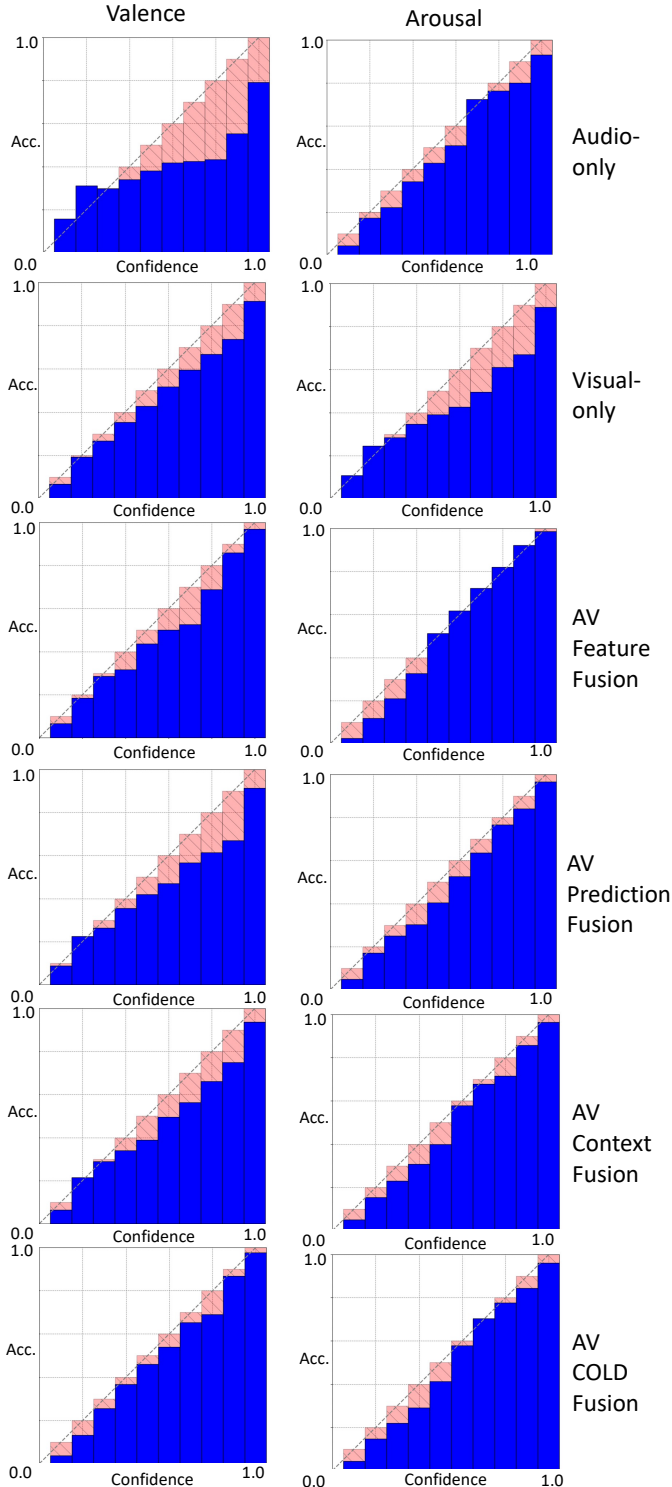 Valence
Arousal
1.0
Acc.
0.0
Confidence
1.0
1.0
Acc.
0.0
Confidence
1.0
Audio-
only
1.0
Acc.
0.0
Confidence
1.0
1.0
Acc.
0.0
Confidence
1.0
Visual-
only
1.0
Acc.
0.0
Confidence
1.0
1.0
Acc.
0.0
Confidence
1.0
AV
Feature
Fusion
1.0
Acc.
0.0
Confidence
1.0
1.0
Acc.
0.0
Confidence
1.0
AV
Prediction
Fusion
1.0
Acc.
0.0
Confidence
1.0
1.0
Acc.
0.0
Confidence
1.0
AV
Context
Fusion
1.0
Acc.
0.0
Confidence
1.0
1.0
Acc.
0.0
Confidence
1.0
AV
COLD
Fusion